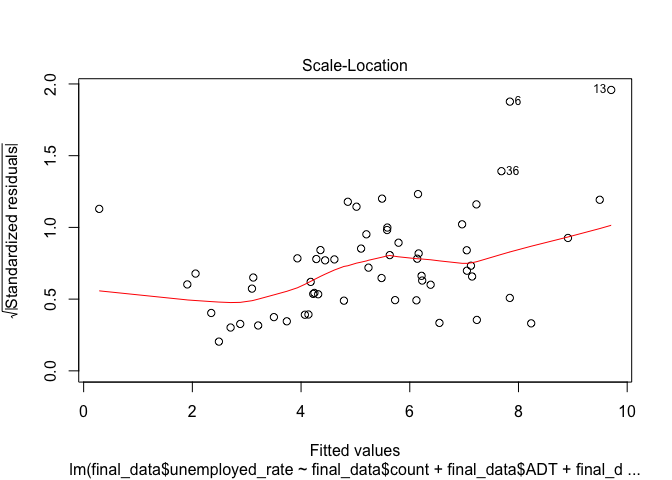 Scale-Location
√|Standardized residuals|
2.0
1.5
1.0
0.5
0.0
13
6
36
0 2 4 6 8 10
Fitted values
lm(final_data$unemployed_rate ~ final_data$count + final_data$ADT + final_d ...